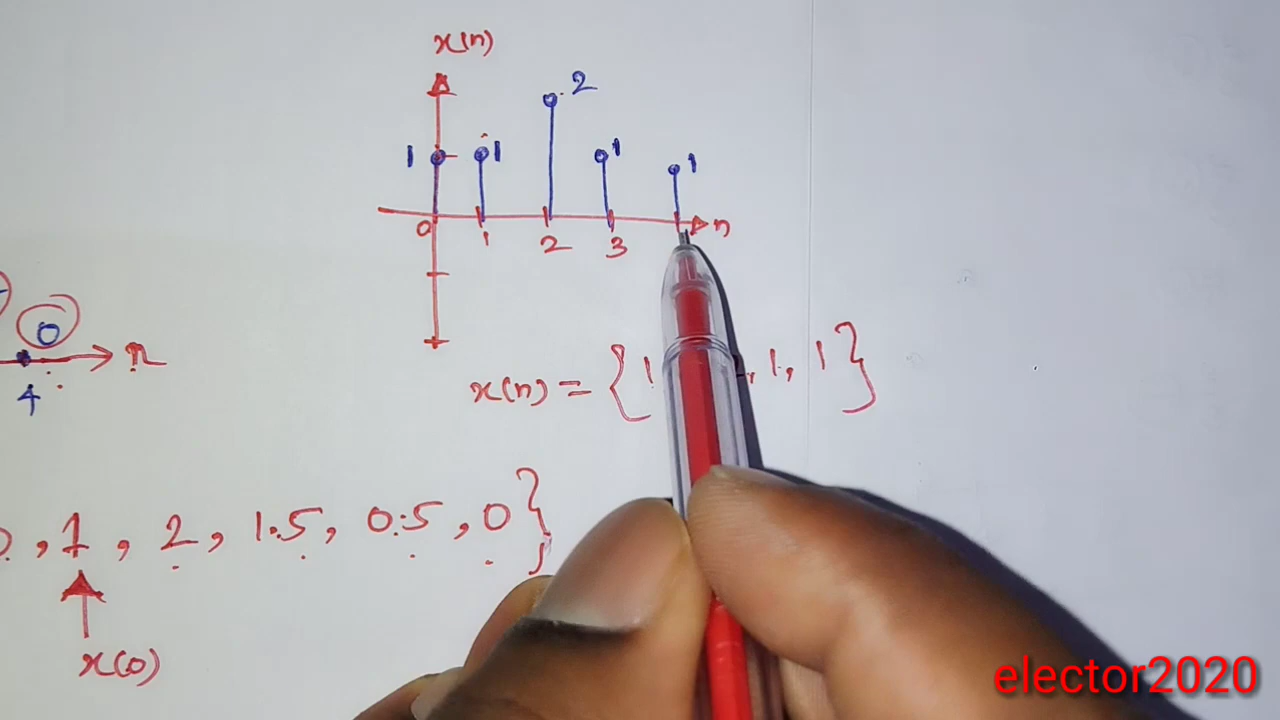 x(n)
2
1 1 1 1
0 1 2 3 n
0 n
4
x(n) = { 1 , 1, 1 }
, 1 , 2 , 1.5 , 0.5 , 0 }
x(0)
elector2020